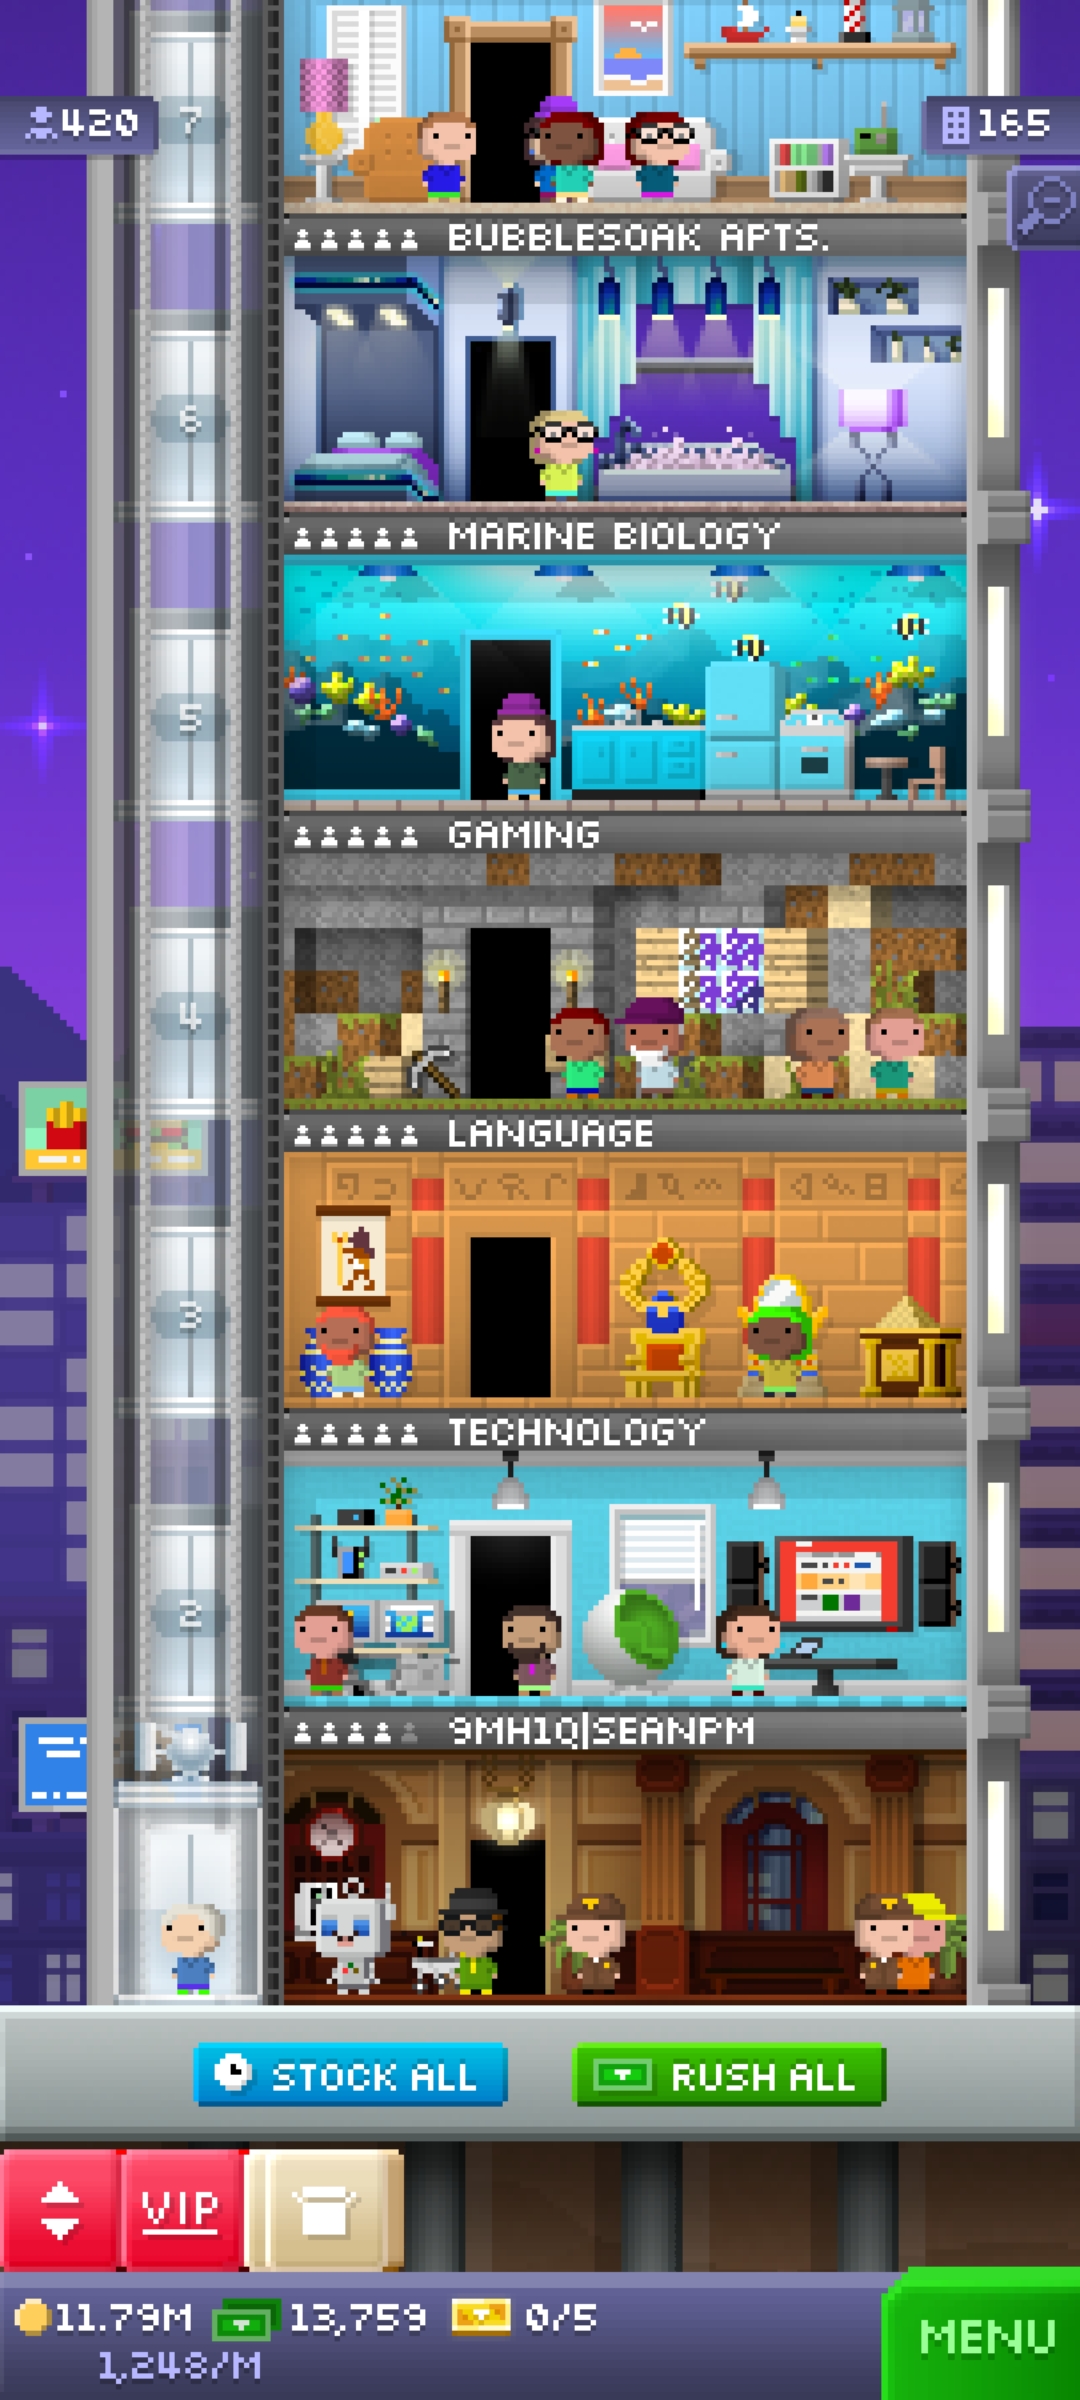 7
420
165
BUBBLESOAK APTS.
6
MARINE BIOLOGY
5
GAMING
4
LANGUAGE
3
TECHNOLOGY
2
9MH1Q|SEANPM
STOCK ALL
RUSH ALL
VIP
11.79M 13,759 0/5
1,248/M
MENU